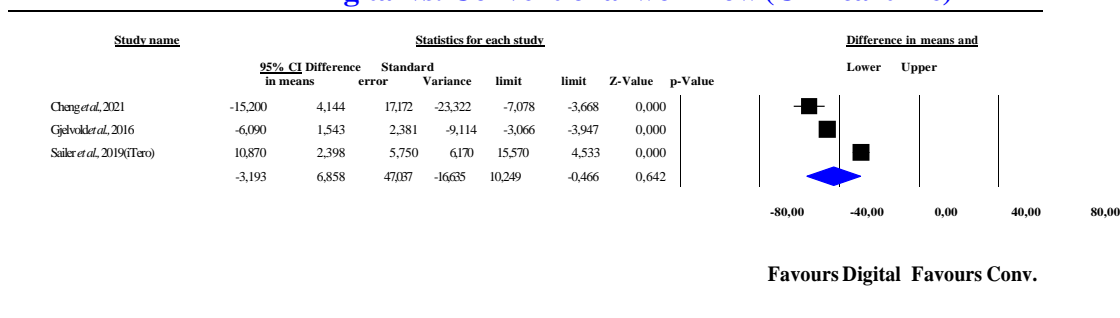 Study name Statistics for each study Difference in means and
95% CI Difference Standard Lower Upper
in means error Variance limit limit Z-Value p-Value
Cheng et al., 2021 -15,200 4,144 17,172 -23,322 -7,078 -3,668 0,000
Gjelvold et al., 2016 -6,090 1,543 2,381 -9,114 -3,066 -3,947 0,000
Sailer et al., 2019 (iTero) 10,870 2,398 5,750 6,170 15,570 4,533 0,000
-3,193 6,858 47,037 -16,635 10,249 -0,466 0,642
-80,00 -40,00 0,00 40,00 80,00
Favours Digital Favours Conv.